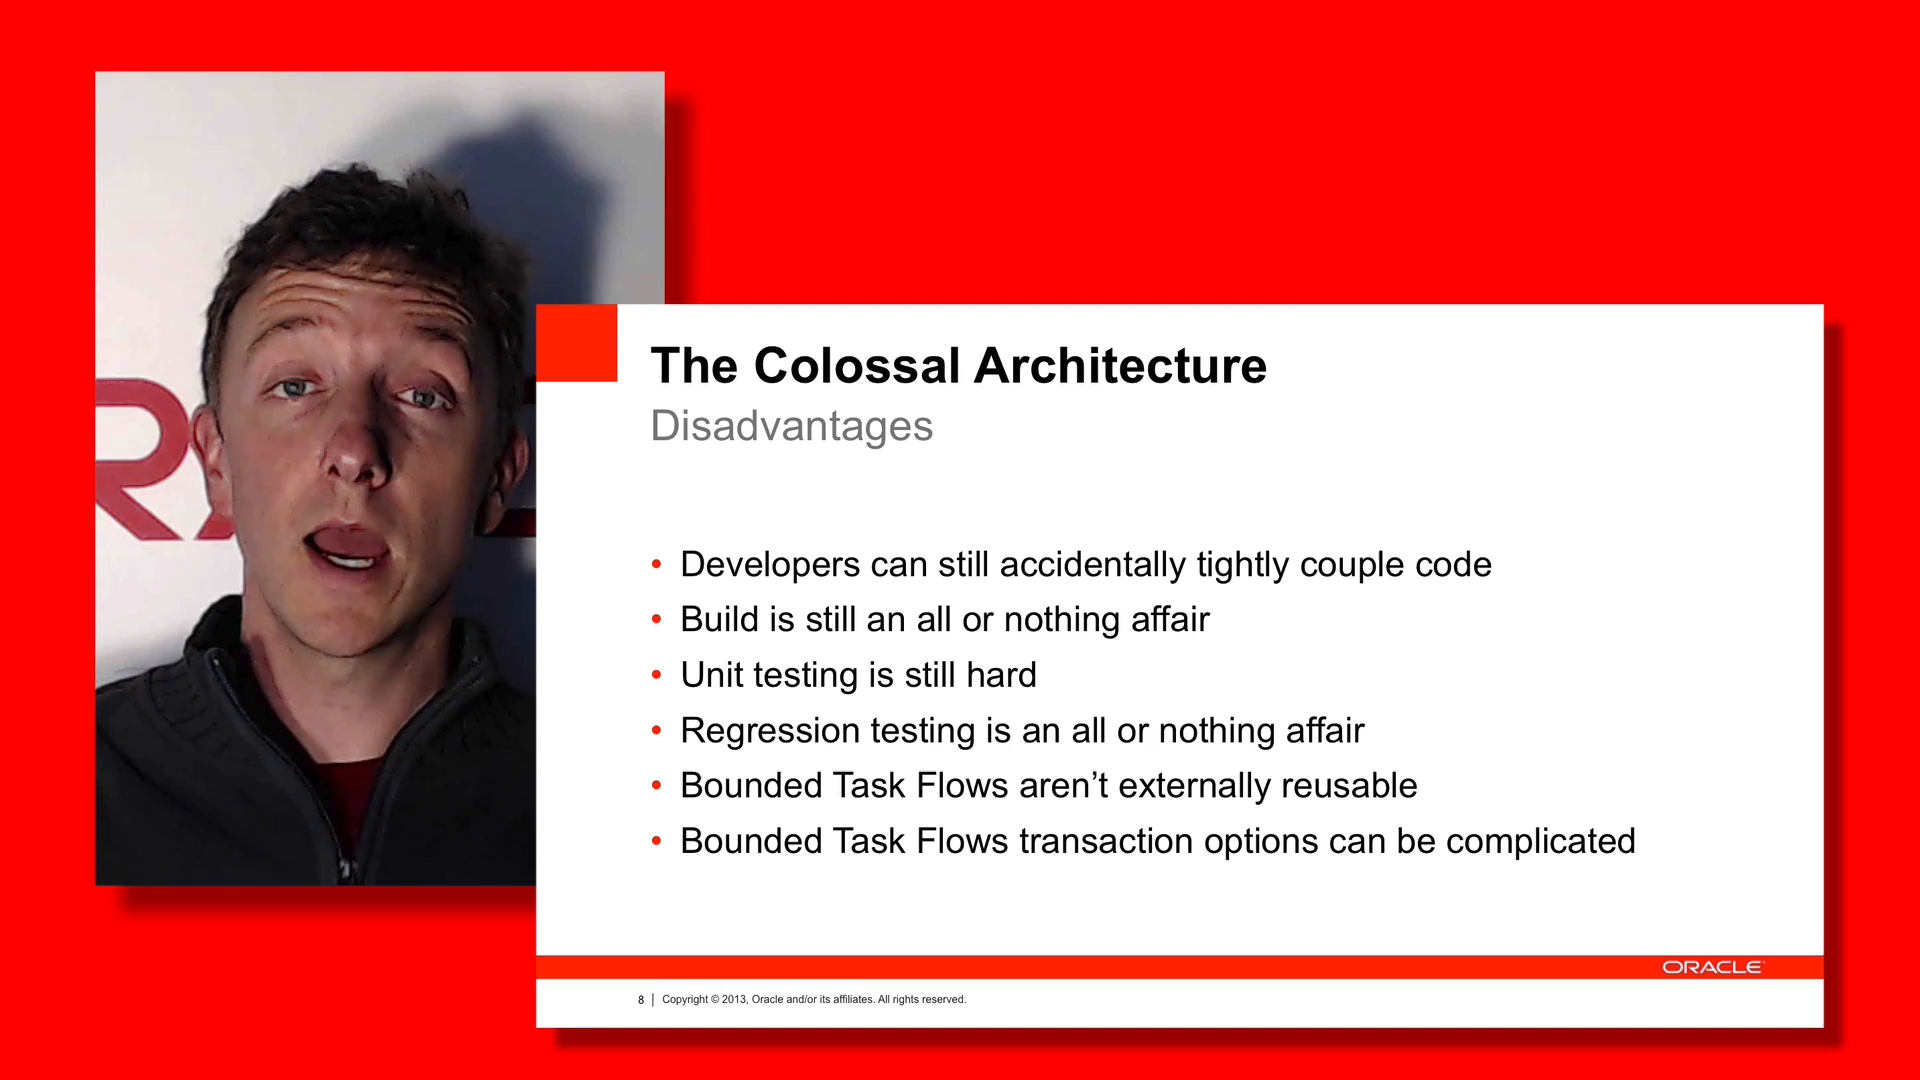 The Colossal Architecture
Disadvantages
• Developers can still accidentally tightly couple code
• Build is still an all or nothing affair
• Unit testing is still hard
• Regression testing is an all or nothing affair
• Bounded Task Flows aren’t externally reusable
• Bounded Task Flows transaction options can be complicated
ORACLE
8 | Copyright © 2013, Oracle and/or its affiliates. All rights reserved.